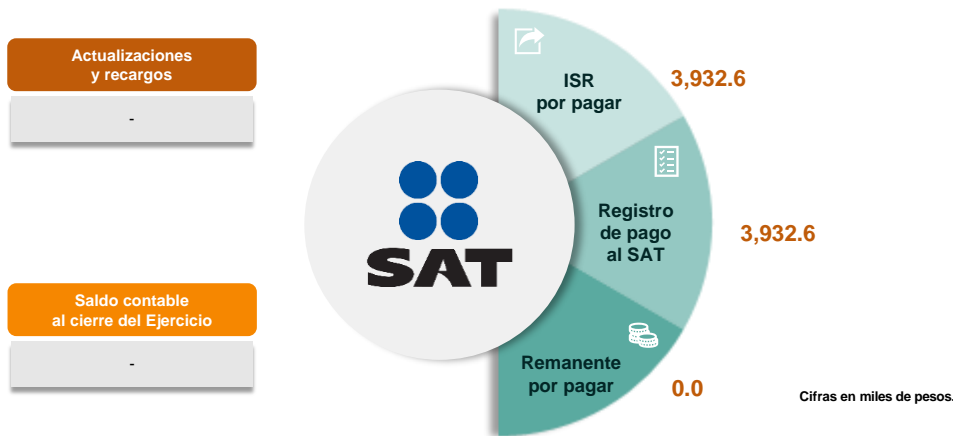 Actualizaciones
y recargos
-
Saldo contable
al cierre del Ejercicio
-
SAT
ISR
por pagar
3,932.6
Registro
de pago
al SAT
3,932.6
Remanente
por pagar
0.0
Cifras en miles de pesos.